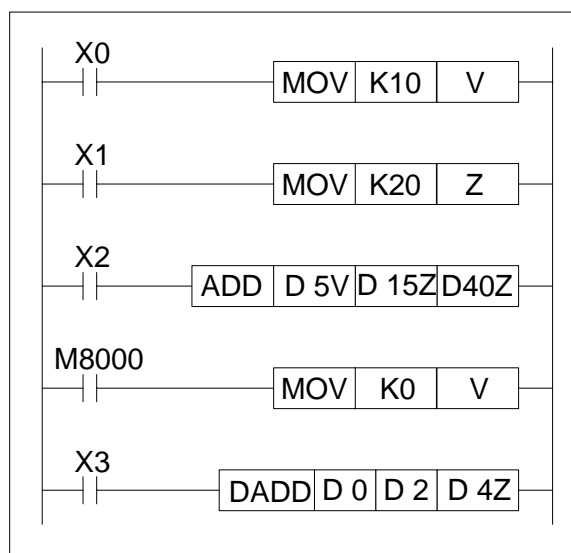 X0
MOV K10 V
X1
MOV K20 Z
X2
ADD D 5V D 15Z D40Z
M8000
MOV K0 V
X3
DADD D 0 D 2 D 4Z